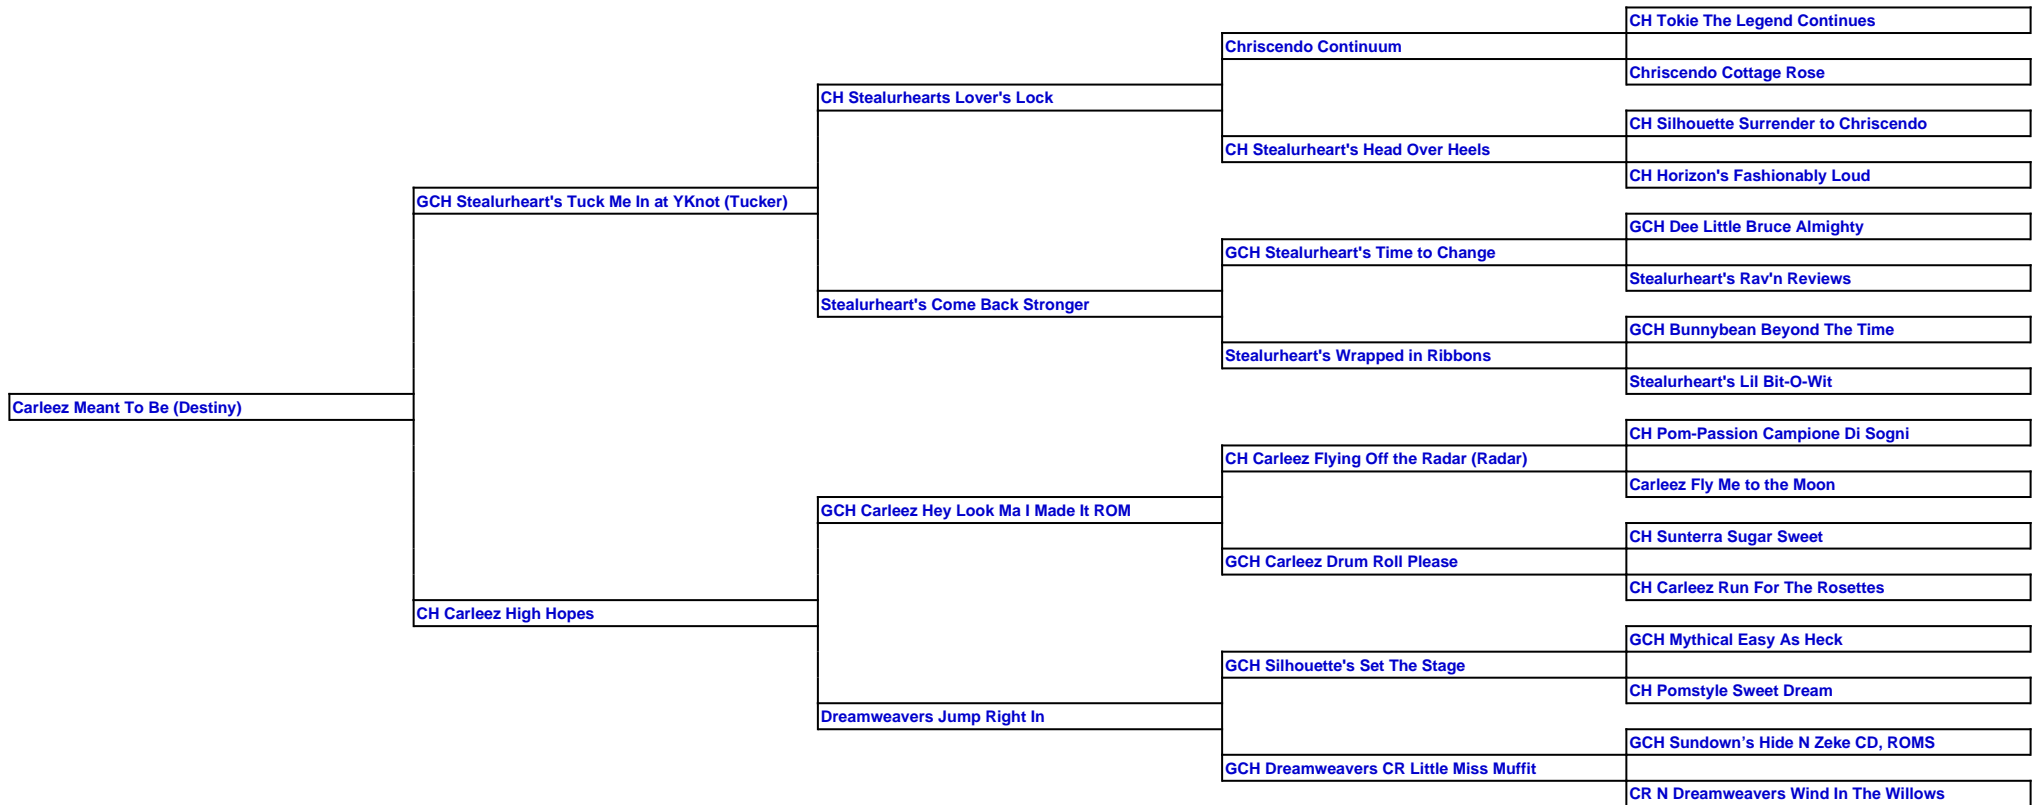 CH Tokie The Legend Continues
Chriscendo Continuum
Chriscendo Cottage Rose
CH Stealurhearts Lover's Lock
CH Silhouette Surrender to Chriscendo
CH Stealurheart's Head Over Heels
CH Horizon's Fashionably Loud
GCH Stealurheart's Tuck Me In at YKnot (Tucker)
GCH Dee Little Bruce Almighty
GCH Stealurheart's Time to Change
Stealurheart's Rav'n Reviews
Stealurheart's Come Back Stronger
GCH Bunnybean Beyond The Time
Stealurheart's Wrapped in Ribbons
Stealurheart's Lil Bit-O-Wit
Carleez Meant To Be (Destiny)
CH Pom-Passion Campione Di Sogni
CH Carleez Flying Off the Radar (Radar)
Carleez Fly Me to the Moon
GCH Carleez Hey Look Ma I Made It ROM
CH Sunterra Sugar Sweet
GCH Carleez Drum Roll Please
CH Carleez Run For The Rosettes
CH Carleez High Hopes
GCH Mythical Easy As Heck
GCH Silhouette's Set The Stage
CH Pomstyle Sweet Dream
Dreamweavers Jump Right In
GCH Sundown’s Hide N Zeke CD, ROMS
GCH Dreamweavers CR Little Miss Muffit
CR N Dreamweavers Wind In The Willows